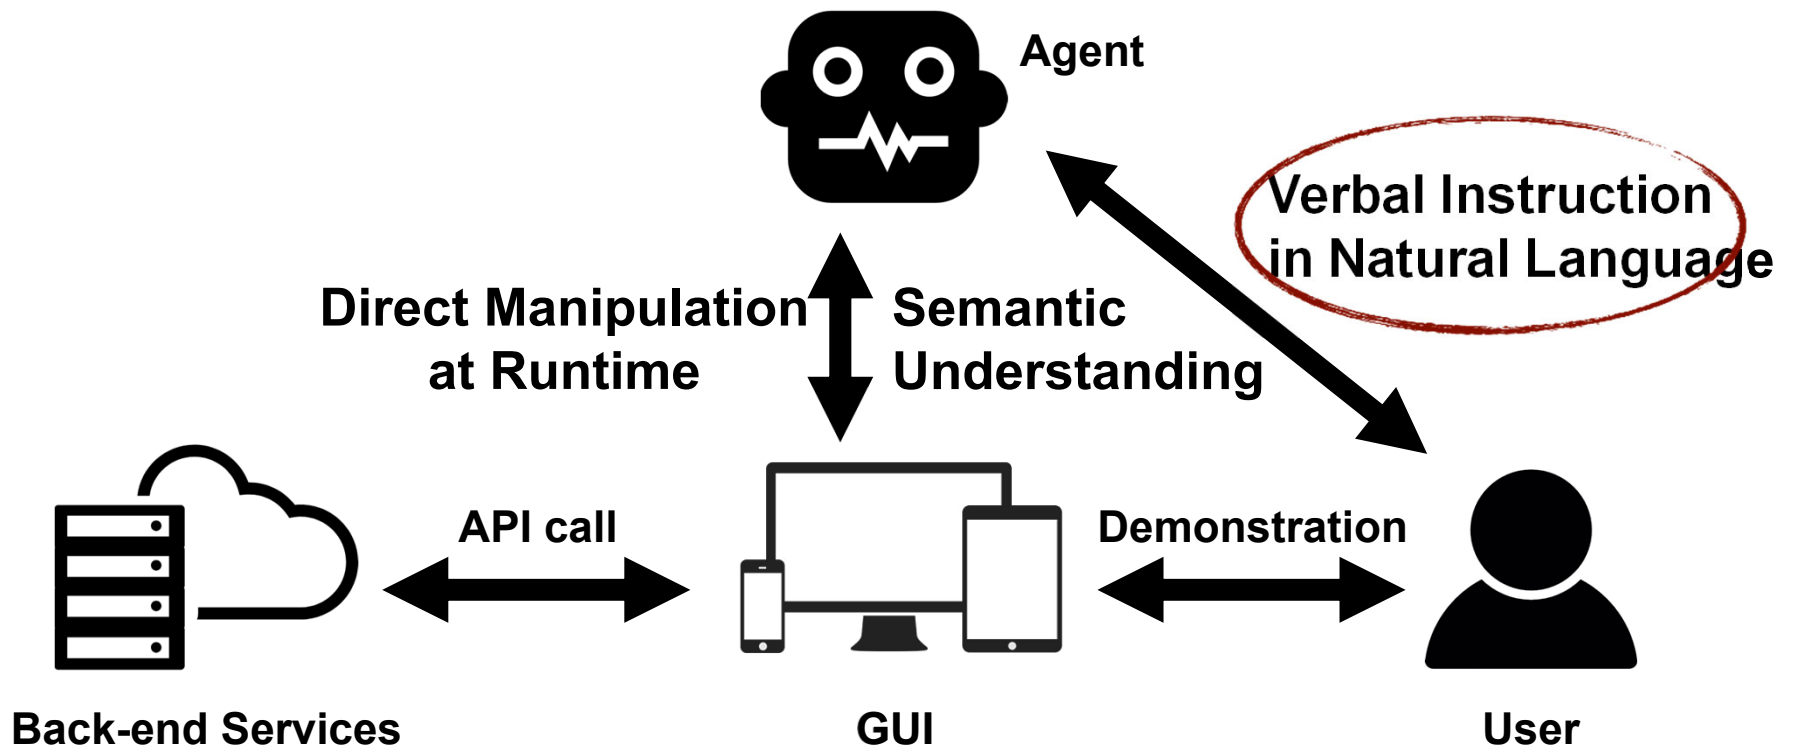 Agent
Verbal Instruction
in Natural Language
Direct Manipulation
at Runtime
Semantic
Understanding
API call
Demonstration
Back-end Services
GUI
User